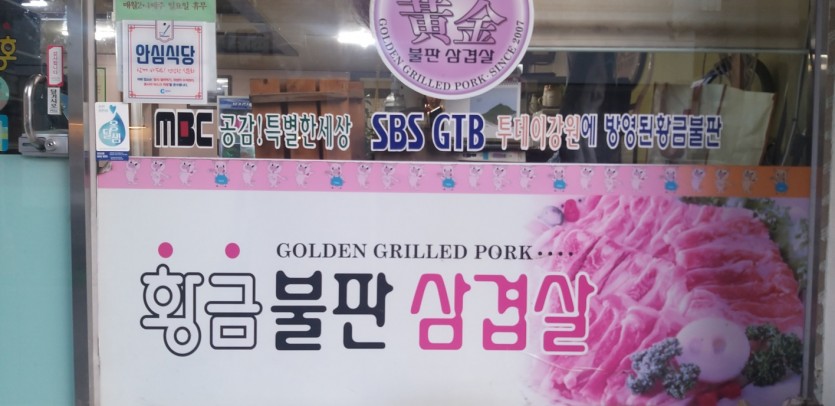 안심식당
黃金
불판 삼겹살
GOLDEN GRILLED PORK· SINCE 2007
MBC 공감!특별한세상 SBS GTB 투데이강원에 방영된황금불판
GOLDEN GRILLED PORK····
황금불판 삼겹살